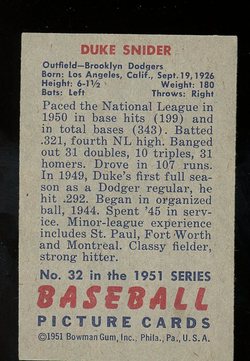 DUKE SNIDER
Outfield—Brooklyn Dodgers
Born: Los Angeles, Calif., Sept.19,1926
Height: 6-1½ Weight: 180
Bats: Left Throws: Right
Paced the National League in
1950 in base hits (199) and
in total bases (343). Batted
.321, fourth NL high. Banged
out 31 doubles, 10 triples, 31
homers. Drove in 107 runs.
In 1949, Duke's first full sea-
son as a Dodger regular, he
hit .292. Began in organized
ball, 1944. Spent '45 in serv-
ice. Minor-league experience
includes St. Paul, Fort Worth
and Montreal. Classy fielder,
strong hitter.
No. 32 in the 1951 SERIES
BASEBALL
PICTURE CARDS
©1951 Bowman Gum, Inc., Phila., Pa., U. S. A.